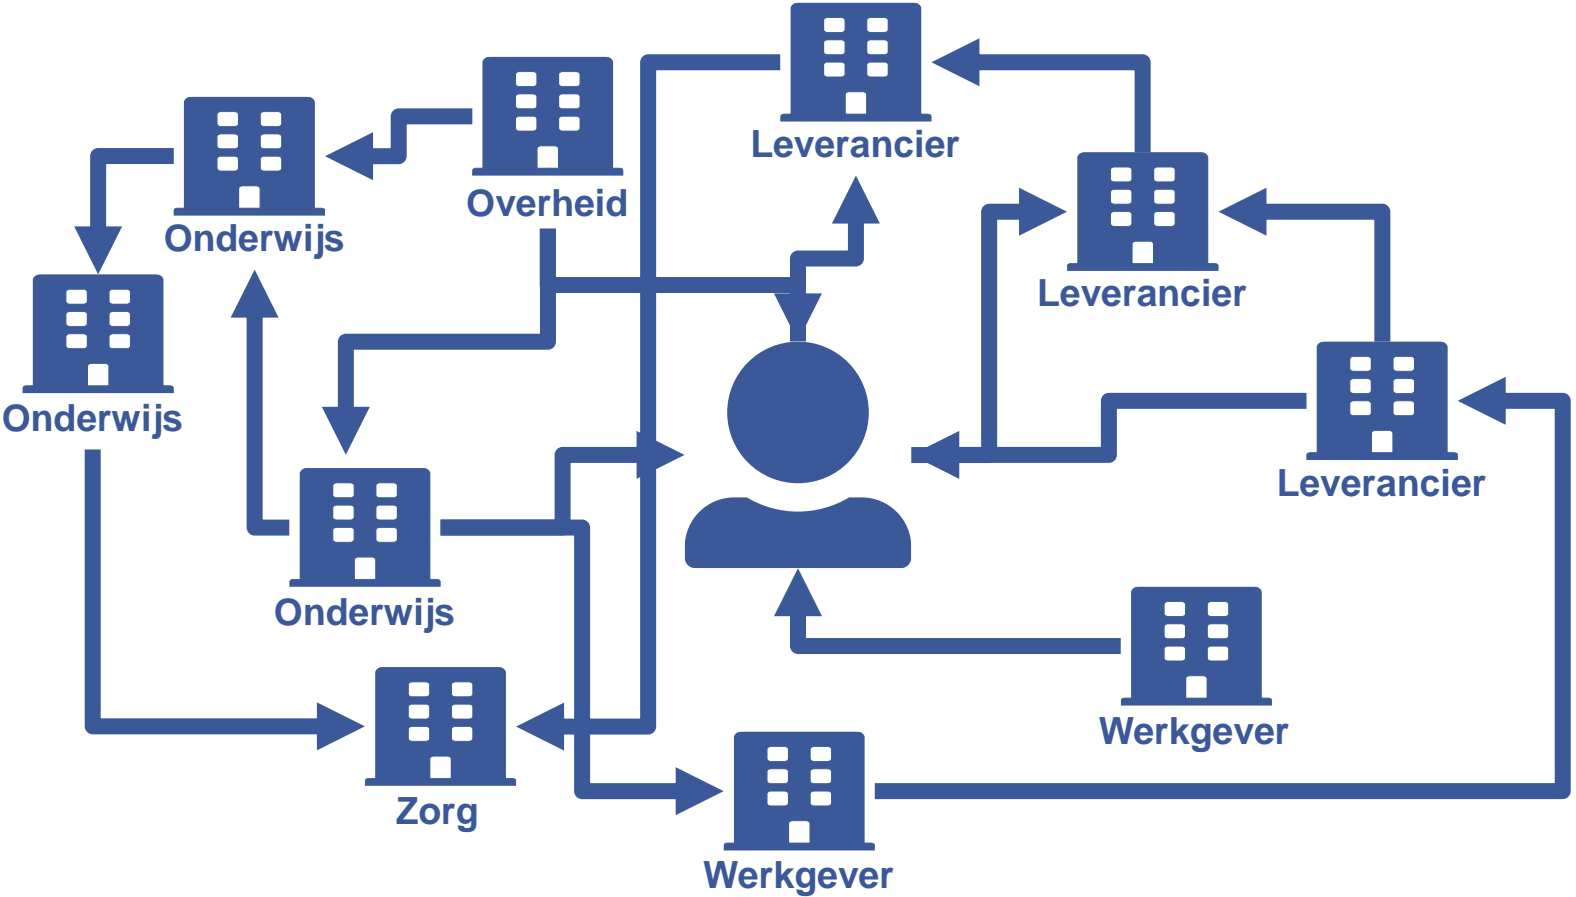 Leverancier
Overheid
Onderwijs
Leverancier
Onderwijs
Leverancier
Onderwijs
Werkgever
Zorg
Werkgever